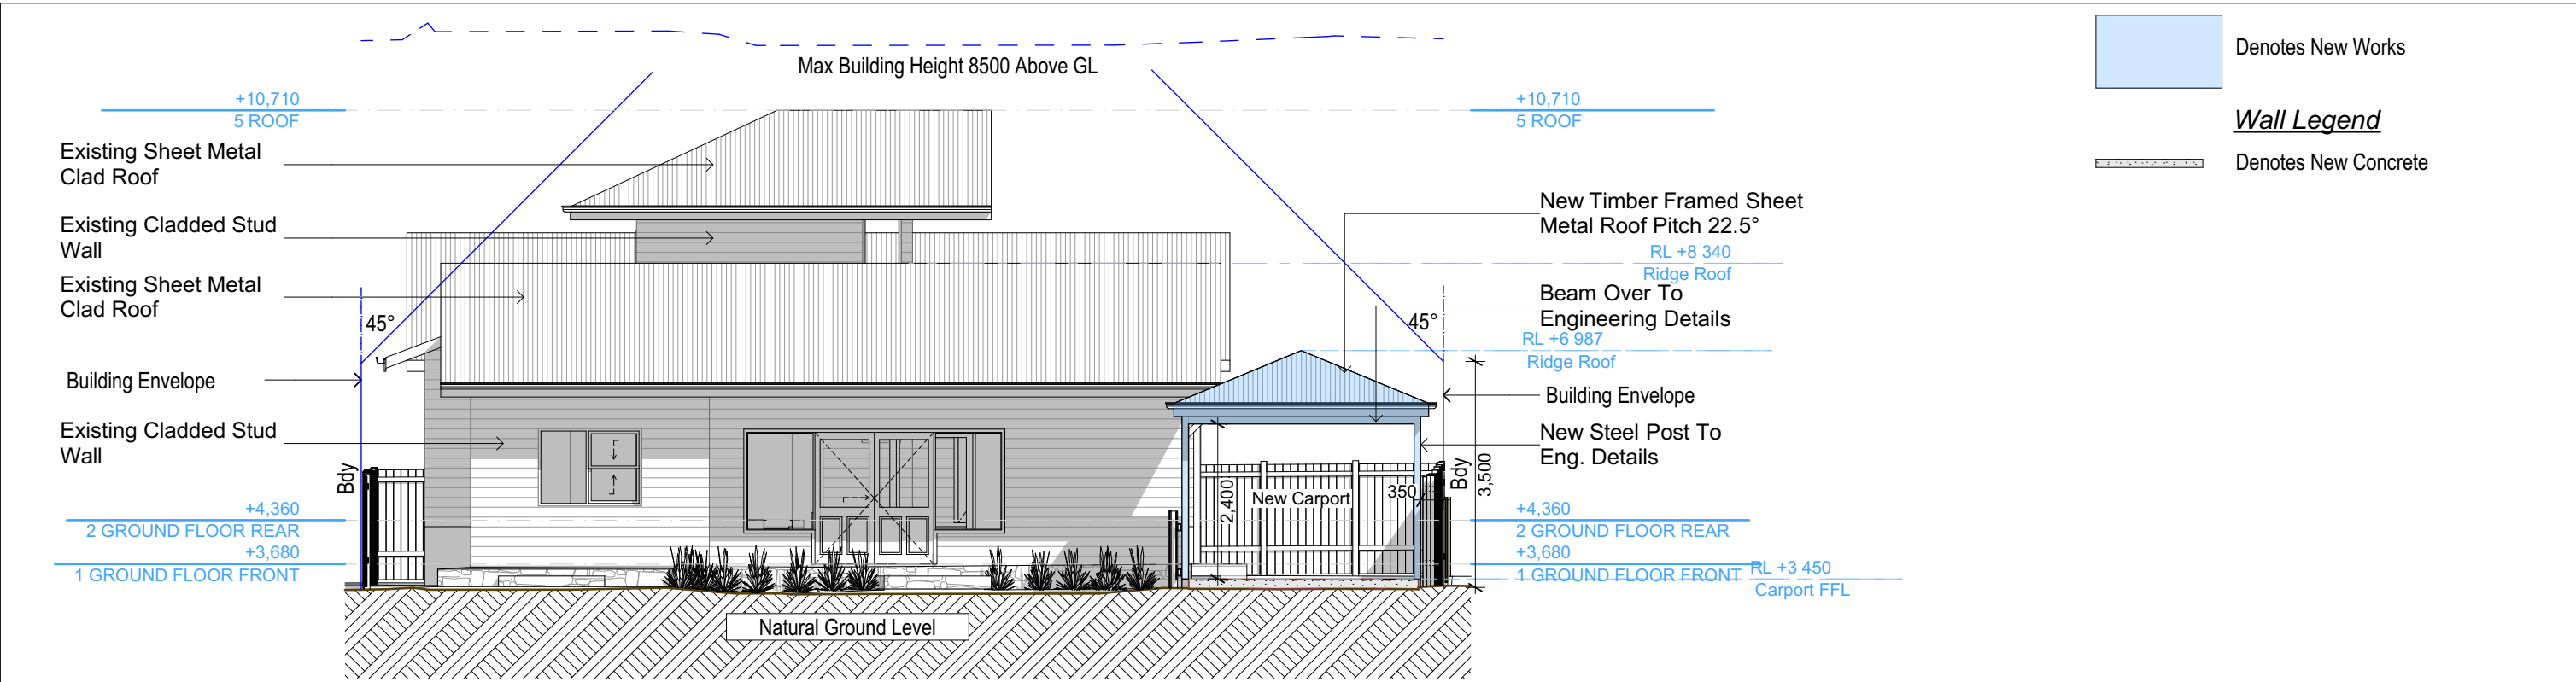 Max Building Height 8500 Above GL
Denotes New Works
Wall Legend
Denotes New Concrete
+10,710
5 ROOF
Existing Sheet Metal
Clad Roof
Existing Cladded Stud
Wall
Existing Sheet Metal
Clad Roof
45°
Building Envelope
Existing Cladded Stud
Wall
Bdy
+4,360
2 GROUND FLOOR REAR
+3,680
1 GROUND FLOOR FRONT
+10,710
5 ROOF
New Timber Framed Sheet
Metal Roof Pitch 22.5°
RL +8 340
Ridge Roof
Beam Over To
Engineering Details
45°
RL +6 987
Ridge Roof
Building Envelope
New Steel Post To
Eng. Details
Bdy
3,500
2,400
New Carport
350
+4,360
2 GROUND FLOOR REAR
+3,680
1 GROUND FLOOR FRONT
RL +3 450
Carport FFL
Natural Ground Level